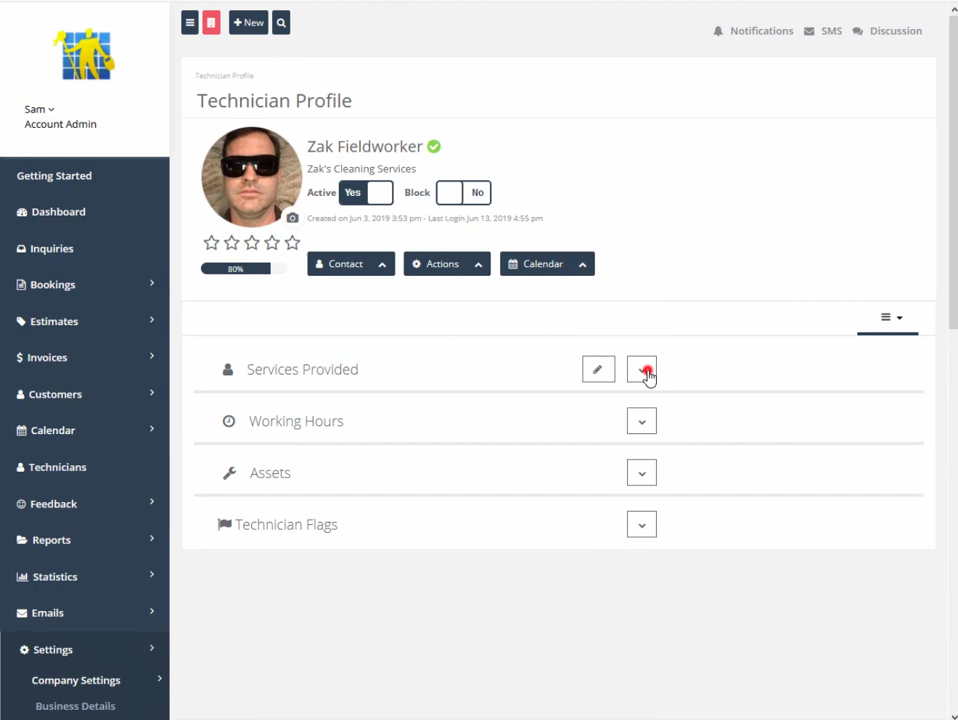 + New
Notifications SMS Discussion
Sam
Account Admin
Technician Profile
Technician Profile
Zak Fieldworker
Zak's Cleaning Services
Active Yes Block No
Created on Jun 3, 2019 3:53 pm - Last Login Jun 13, 2019 4:55 pm
80%
Contact Actions Calendar
Getting Started
Dashboard
Inquiries
Bookings
Estimates
Invoices
Customers
Calendar
Technicians
Feedback
Reports
Statistics
Emails
Settings
Company Settings
Business Details
Services Provided
Working Hours
Assets
Technician Flags